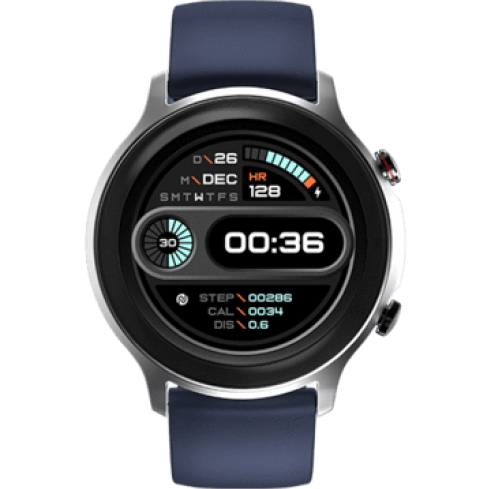 D\26
M\DEC
SMTWTFS
HR
128
30
00:36
STEP\00286
CAL\0034
DIS\0.6